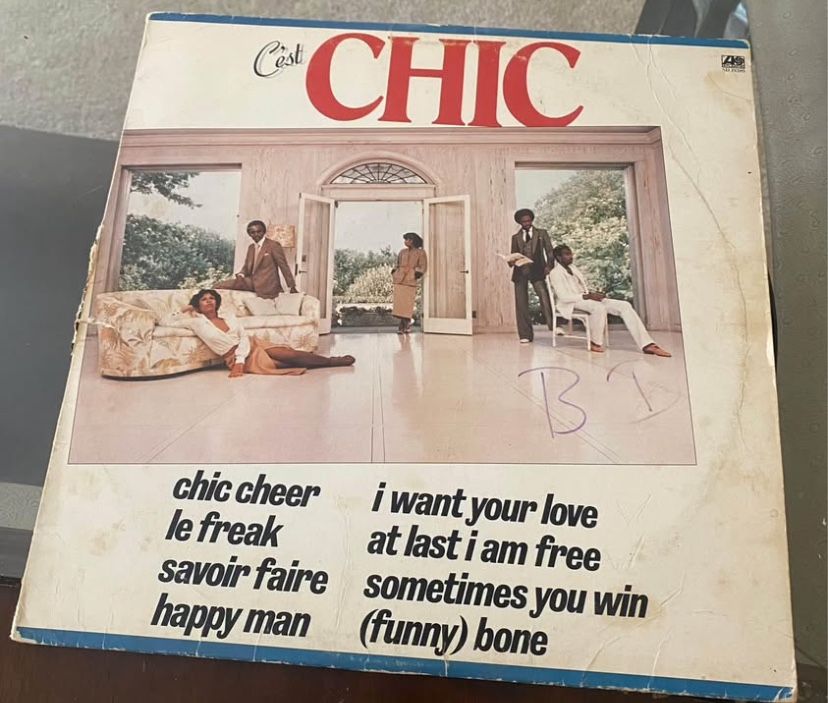 C'est CHIC
B B
chic cheer
le freak
savoir faire
happy man
i want your love
at last i am free
sometimes you win
(funny) bone